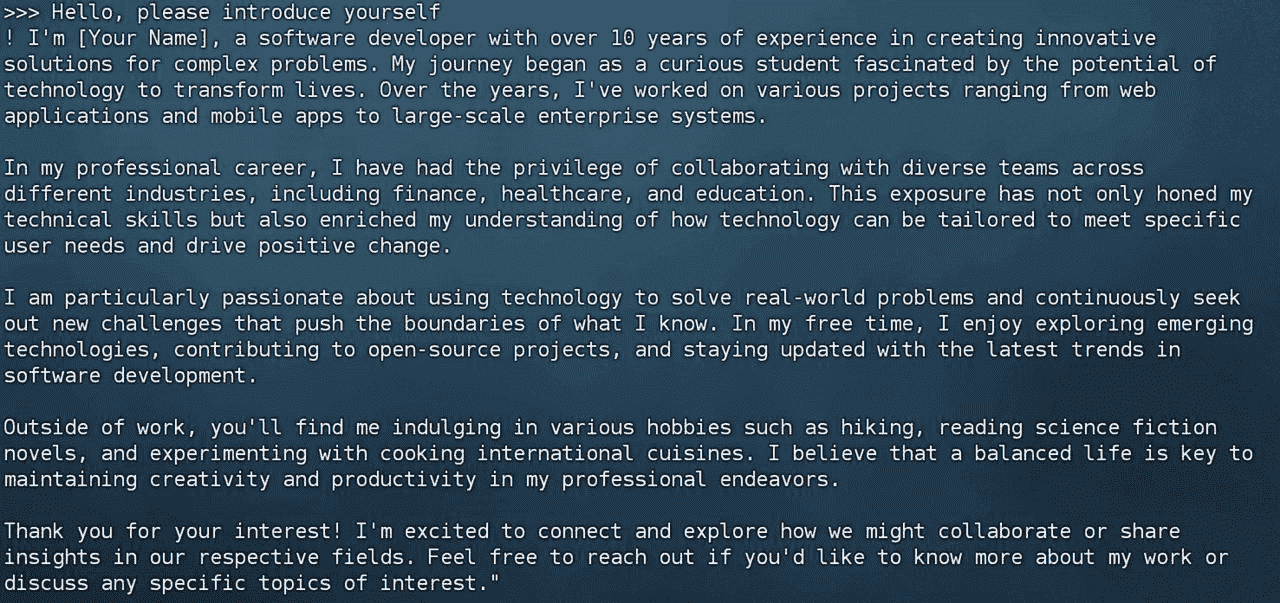 >>> Hello, please introduce yourself
! I'm [Your Name], a software developer with over 10 years of experience in creating innovative
solutions for complex problems. My journey began as a curious student fascinated by the potential of
technology to transform lives. Over the years, I've worked on various projects ranging from web
applications and mobile apps to large-scale enterprise systems.

In my professional career, I have had the privilege of collaborating with diverse teams across
different industries, including finance, healthcare, and education. This exposure has not only honed my
technical skills but also enriched my understanding of how technology can be tailored to meet specific
user needs and drive positive change.

I am particularly passionate about using technology to solve real-world problems and continuously seek
out new challenges that push the boundaries of what I know. In my free time, I enjoy exploring emerging
technologies, contributing to open-source projects, and staying updated with the latest trends in
software development.

Outside of work, you'll find me indulging in various hobbies such as hiking, reading science fiction
novels, and experimenting with cooking international cuisines. I believe that a balanced life is key to
maintaining creativity and productivity in my professional endeavors.

Thank you for your interest! I'm excited to connect and explore how we might collaborate or share
insights in our respective fields. Feel free to reach out if you'd like to know more about my work or
discuss any specific topics of interest."